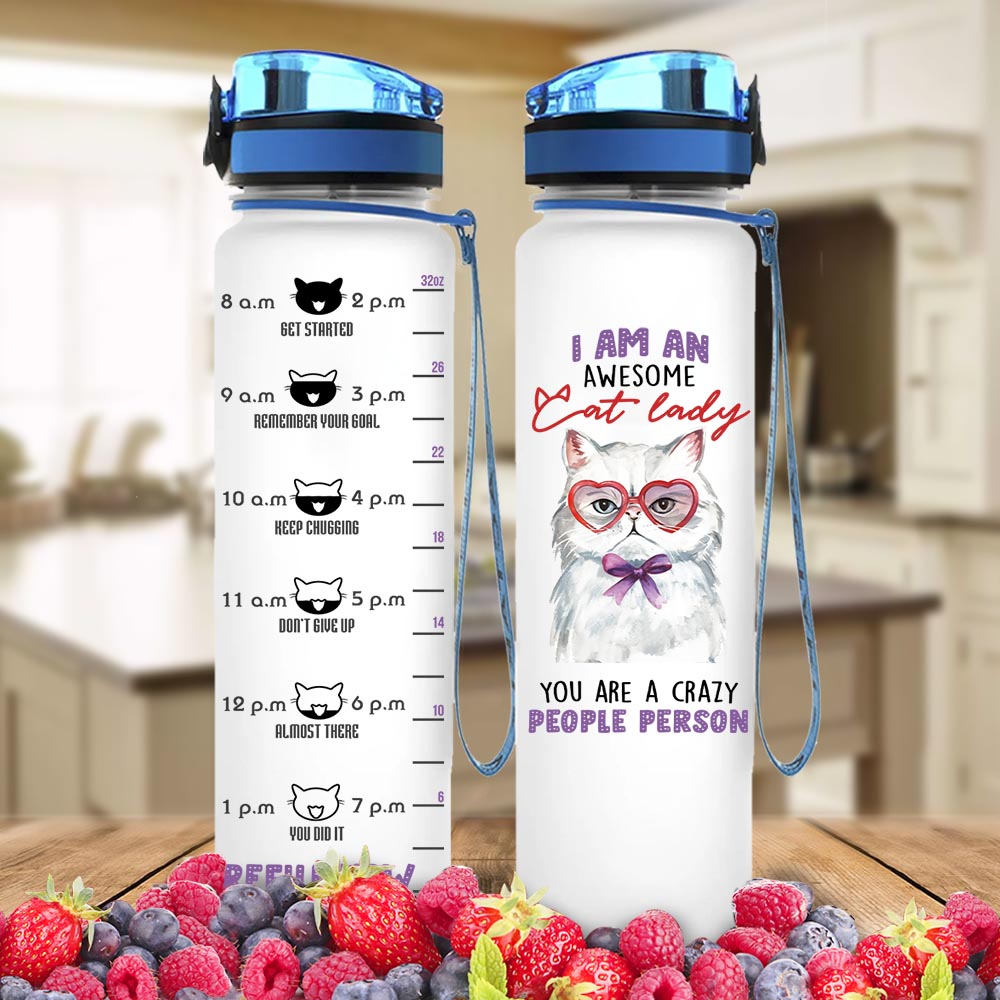 32OZ
8 a.m 2 p.m
GET STARTED
26
9 a.m 3 p.m
REMEMBER YOUR GOAL
22
10 a.m 4 p.m
KEEP CHUGGING
18
11 a.m 5 p.m
DON'T GIVE UP
14
12 p.m 6 p.m
10
ALMOST THERE
6
1 p.m 7 p.m
YOU DID IT
I AM AN
AWESOME
Cat lady
YOU ARE A CRAZY
PEOPLE PERSON